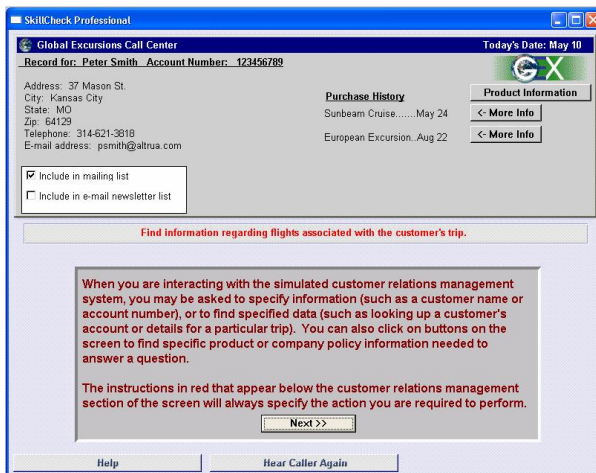 SkillCheck Professional
Global Excursions Call Center Today's Date: May 10
Record for: Peter Smith Account Number: 123456789
GEX
Address: 37 Mason St.
City: Kansas City
State: MO
Zip: 64129
Telephone: 314-621-3818
E-mail address: psmith@altrua.com
Purchase History
Product Information
Sunbeam Cruise.......May 24 <- More Info
European Excursion..Aug 22 <- More Info
Include in mailing list
Include in e-mail newsletter list
Find information regarding flights associated with the customer's trip.
When you are interacting with the simulated customer relations management
system, you may be asked to specify information (such as a customer name or
account number), or to find specified data (such as looking up a customer's
account or details for a particular trip). You can also click on buttons on the
screen to find specific product or company policy information needed to
answer a question.
The instructions in red that appear below the customer relations management
section of the screen will always specify the action you are required to perform.
Next >>
Help Hear Caller Again